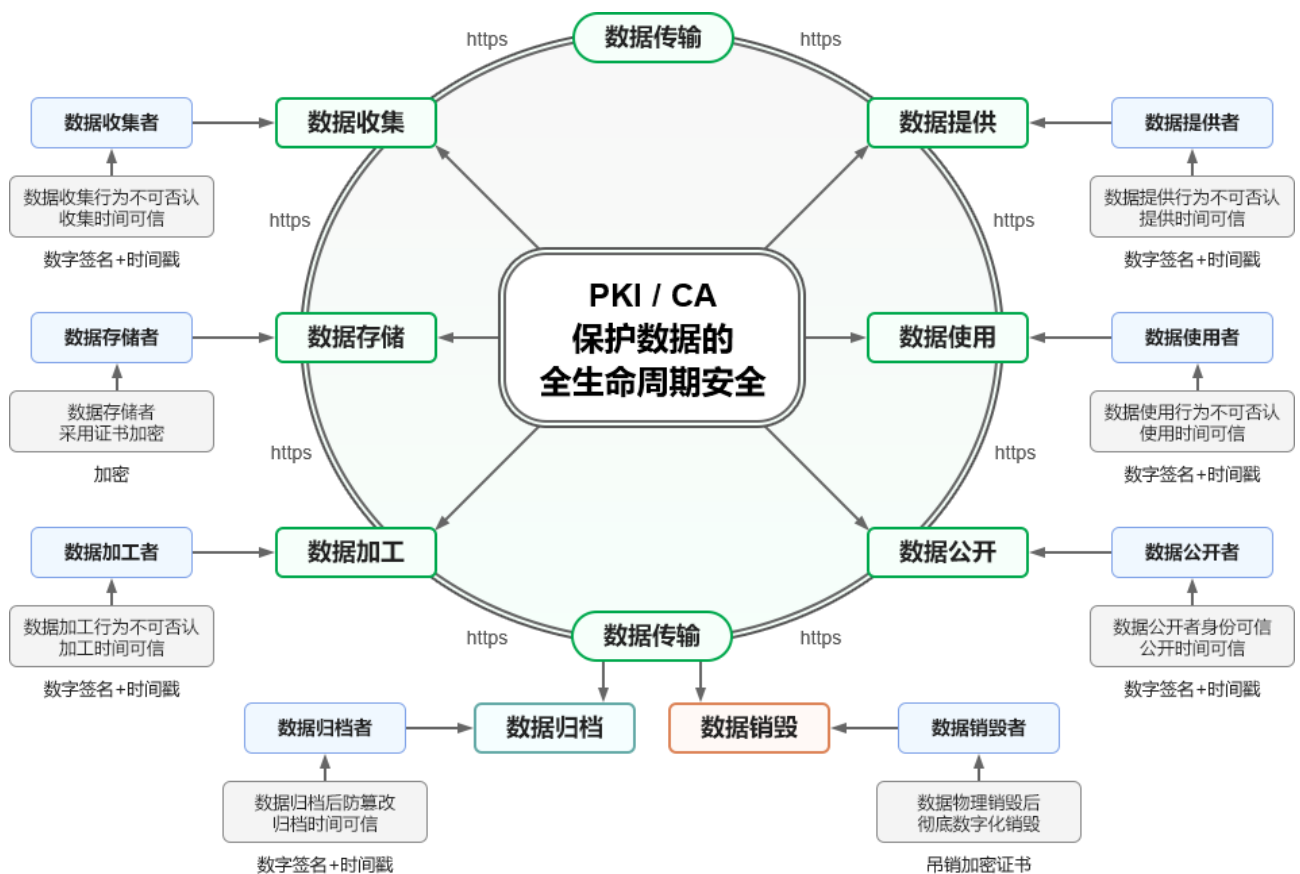 https
数据传输
https
数据收集者
数据收集
数据提供
数据提供者
数据收集行为不可否认
收集时间可信
数字签名+时间戳
https
https
数据提供行为不可否认
提供时间可信
数字签名+时间戳
PKI / CA
保护数据的
全生命周期安全
数据存储者
数据存储
数据使用
数据使用者
数据存储者
采用证书加密
加密
https
https
数据使用行为不可否认
使用时间可信
数字签名+时间戳
数据加工者
数据加工
数据公开
数据公开者
数据加工行为不可否认
加工时间可信
数字签名+时间戳
https
数据传输
https
数据公开者身份可信
公开时间可信
数字签名+时间戳
数据归档者
数据归档
数据销毁
数据销毁者
数据归档后防篡改
归档时间可信
数字签名+时间戳
数据物理销毁后
彻底数字化销毁
吊销加密证书